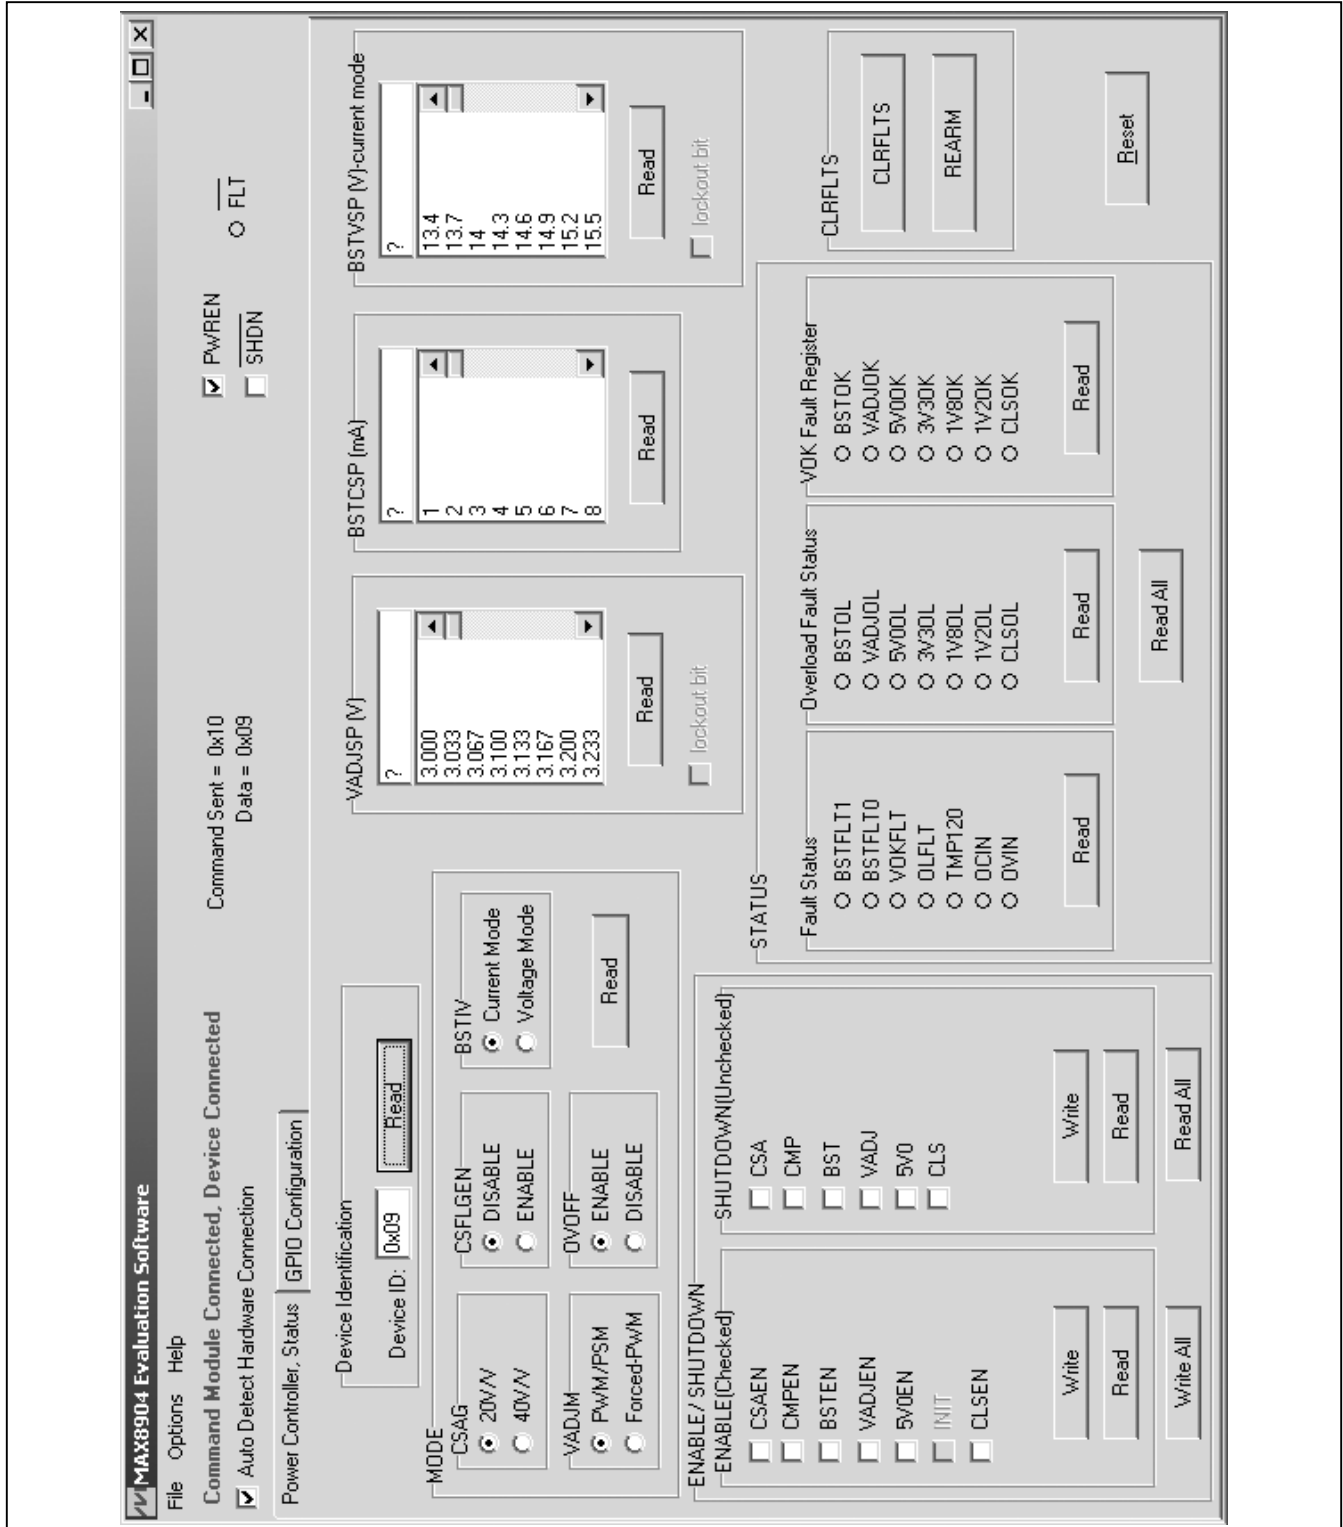 MAX8904 Evaluation Software
File Options Help
Command Module Connected, Device Connected
Command Sent = 0x10
Data = 0x09
Auto Detect Hardware Connection
PWREN
SHDN
FLT
Power Controller, Status
GPIO Configuration
Device Identification
Device ID: 0x09
Read
MODE
CSAG
20V/V
40V/V
CSFLGEN
DISABLE
ENABLE
BSTIV
Current Mode
Voltage Mode
VADJM
PWM/PSM
Forced-PWM
OVOFF
ENABLE
DISABLE
Read
VADJSP (V)
?
3.000
3.033
3.067
3.100
3.133
3.167
3.200
3.233
Read
lockout bit
BSTCSP (mA)
?
1
2
3
4
5
6
7
8
Read
BSTVSP (V)-current mode
?
13.4
13.7
14
14.3
14.6
14.9
15.2
15.5
Read
lockout bit
ENABLE/ SHUTDOWN
ENABLE(Checked)
CSAEN
CMPEN
BSTEN
VADJEN
5V0EN
INIT
CLSEN
Write
Read
Write All
SHUTDOWN(Unchecked)
CSA
CMP
BST
VADJ
5V0
CLS
Write
Read
Read All
STATUS
Fault Status
BSTFLT1
BSTFLT0
VOKFLT
OLFLT
TMP120
OCIN
OVIN
Read
Overload Fault Status
BSTOL
VADJOL
5V0OL
3V3OL
1V8OL
1V2OL
CLSOL
Read
Read All
VOK Fault Register
BSTOK
VADJOK
5V0OK
3V3OK
1V8OK
1V2OK
CLSOK
Read
CLRFLTS
CLRFLTS
REARM
Reset